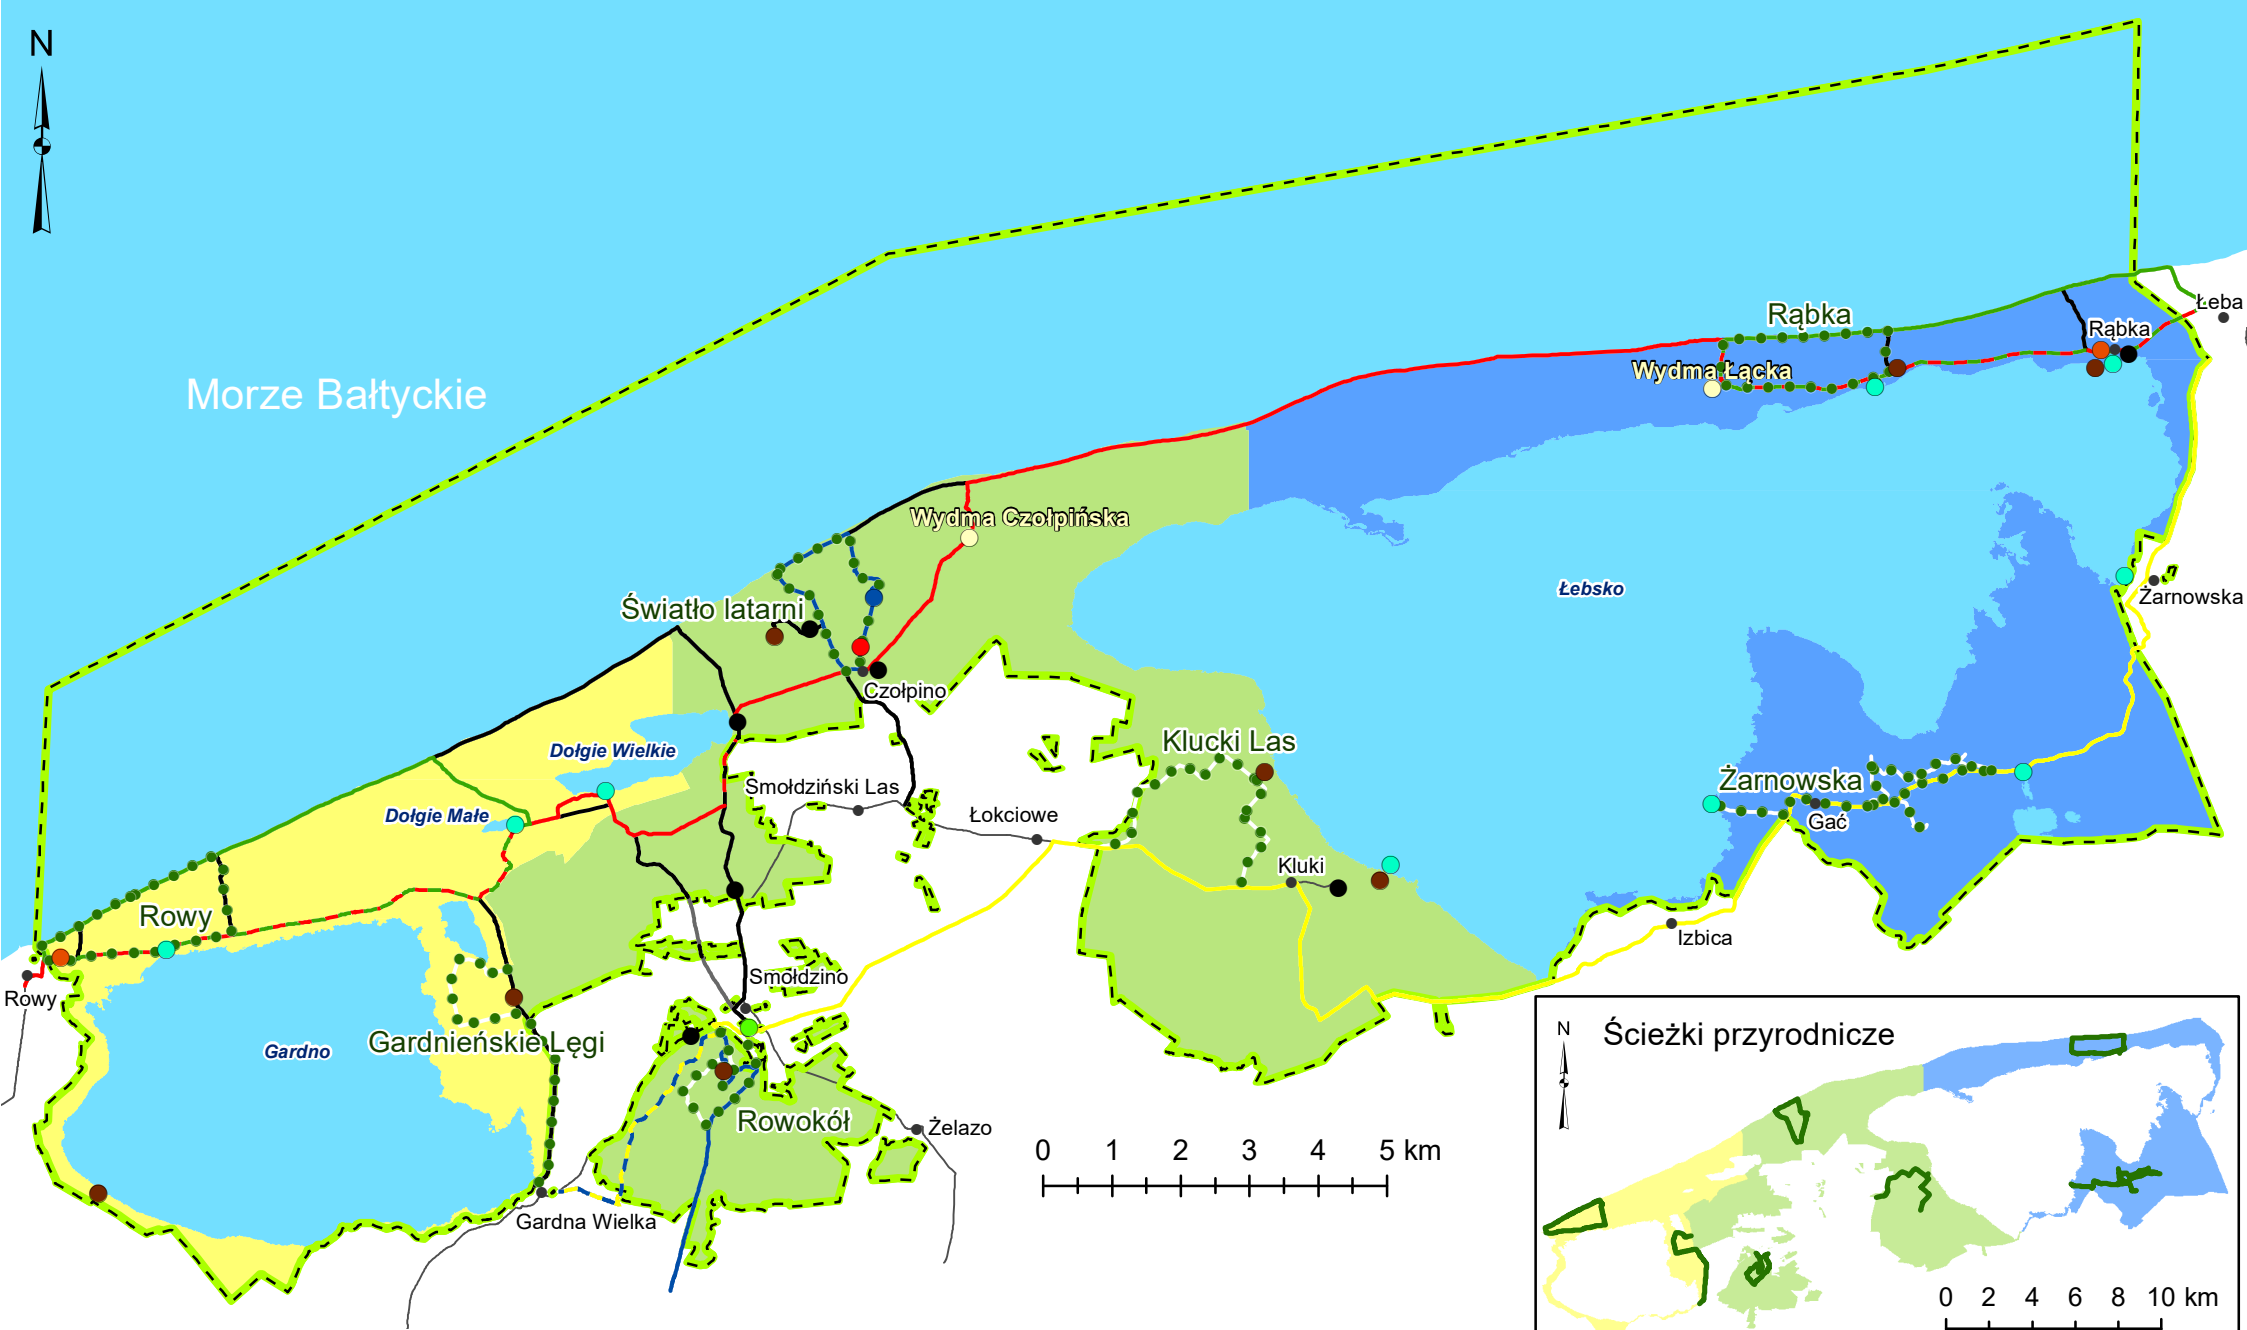 N
Morze Bałtyckie
Łeba
Rąbka
Rąbka
Wydma Łącka
Wydma Czołpińska
Łebsko
Żarnowska
Światło latarni
Czołpino
Dołgie Wielkie
Klucki Las
Smołdziński Las
Żarnowska
Dołgie Małe
Łokciowe
Gać
Kluki
Rowy
Izbica
Smołdzino
Rowy
Gardnieńskie Lęgi
Gardno
Rowokół
Żelazo
Gardna Wielka
0 1 2 3 4 5 km
N
Ścieżki przyrodnicze
0 2 4 6 8 10 km